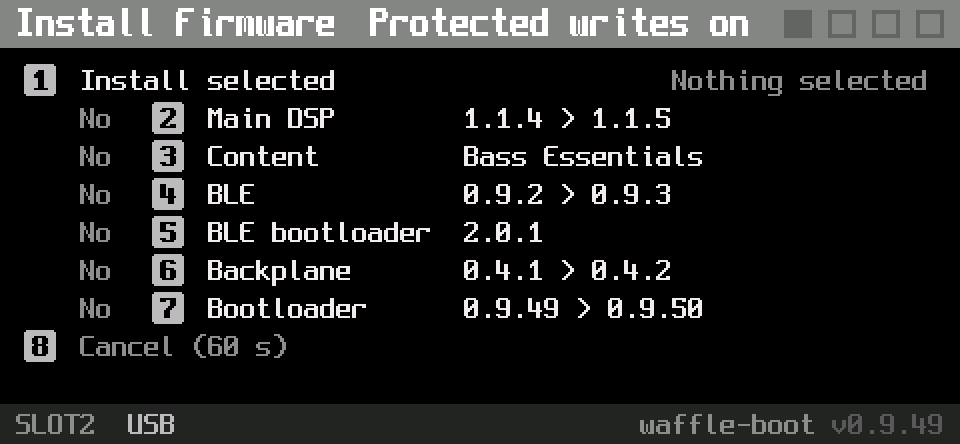 Install Firmware Protected writes on
1 Install selected Nothing selected
No 2 Main DSP 1.1.4 > 1.1.5
No 3 Content Bass Essentials
No 4 BLE 0.9.2 > 0.9.3
No 5 BLE bootloader 2.0.1
No 6 Backplane 0.4.1 > 0.4.2
No 7 Bootloader 0.9.49 > 0.9.50
8 Cancel (60 s)
SLOT2 USB waffle-boot v0.9.49